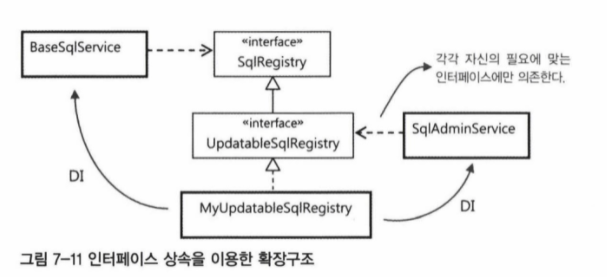 BaseSqlService
«interface»
SqlRegistry
각각 자신의 필요에 맞는
인터페이스에만 의존한다.
«interface»
UpdatableSqlRegistry
SqlAdminService
DI
MyUpdatableSqlRegistry
DI
그림 7-11 인터페이스 상속을 이용한 확장구조